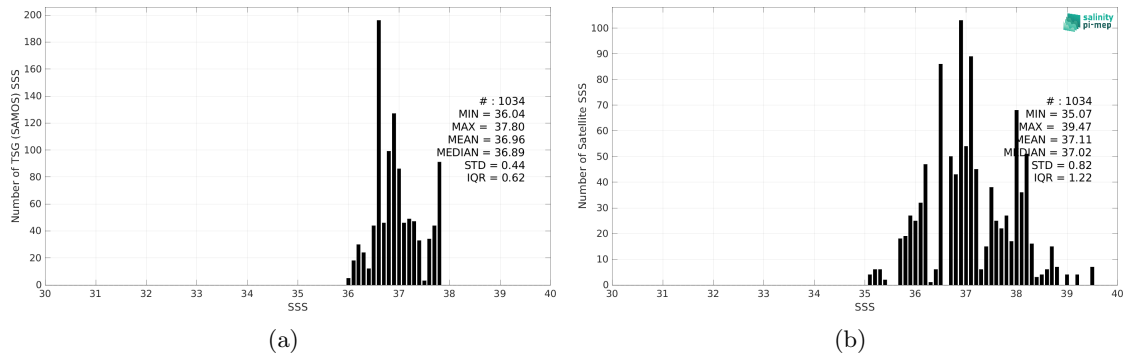 200
180
160
140
120
100
80
60
40
20
0
Number of TSG (SAMOS) SSS
# : 1034
MIN = 36.04
MAX = 37.80
MEAN = 36.96
MEDIAN = 36.89
STD = 0.44
IQR = 0.62
30 31 32 33 34 35 36 37 38 39 40
SSS
(a)
salinity
pi-mep
100
90
80
70
60
50
40
30
20
10
0
Number of Satellite SSS
# : 1034
MIN = 35.07
MAX = 39.47
MEAN = 37.11
MEDIAN = 37.02
STD = 0.82
IQR = 1.22
30 31 32 33 34 35 36 37 38 39 40
SSS
(b)